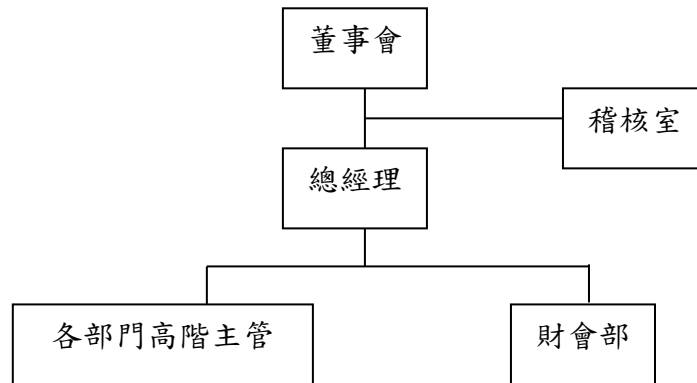 董事會
稽核室
總經理
各部門高階主管
財會部